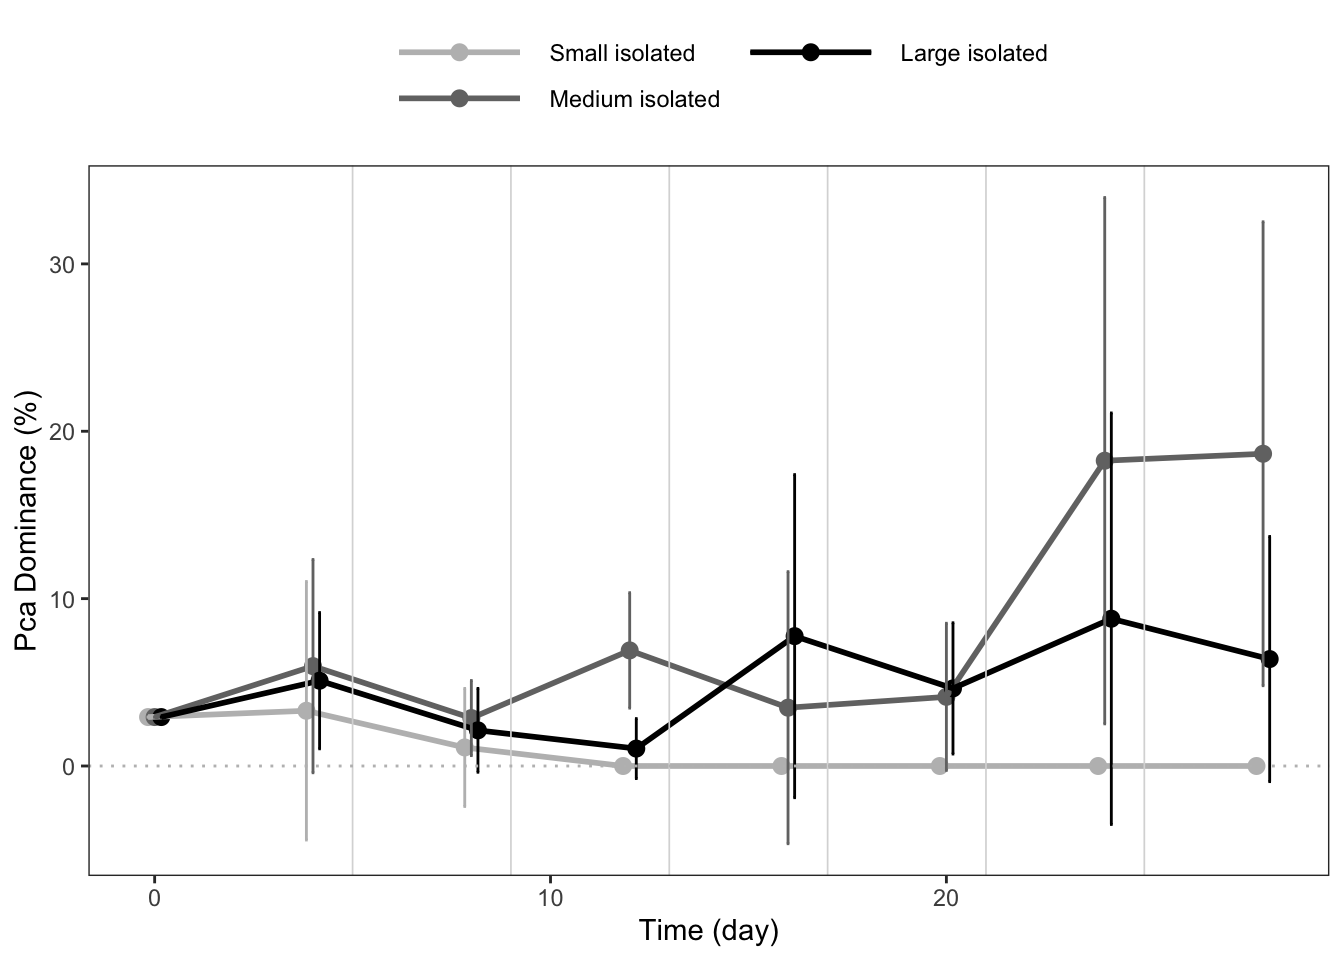 Small isolated
Large isolated
Medium isolated
Pca Dominance (%)
30
20
10
0
0
10
20
Time (day)